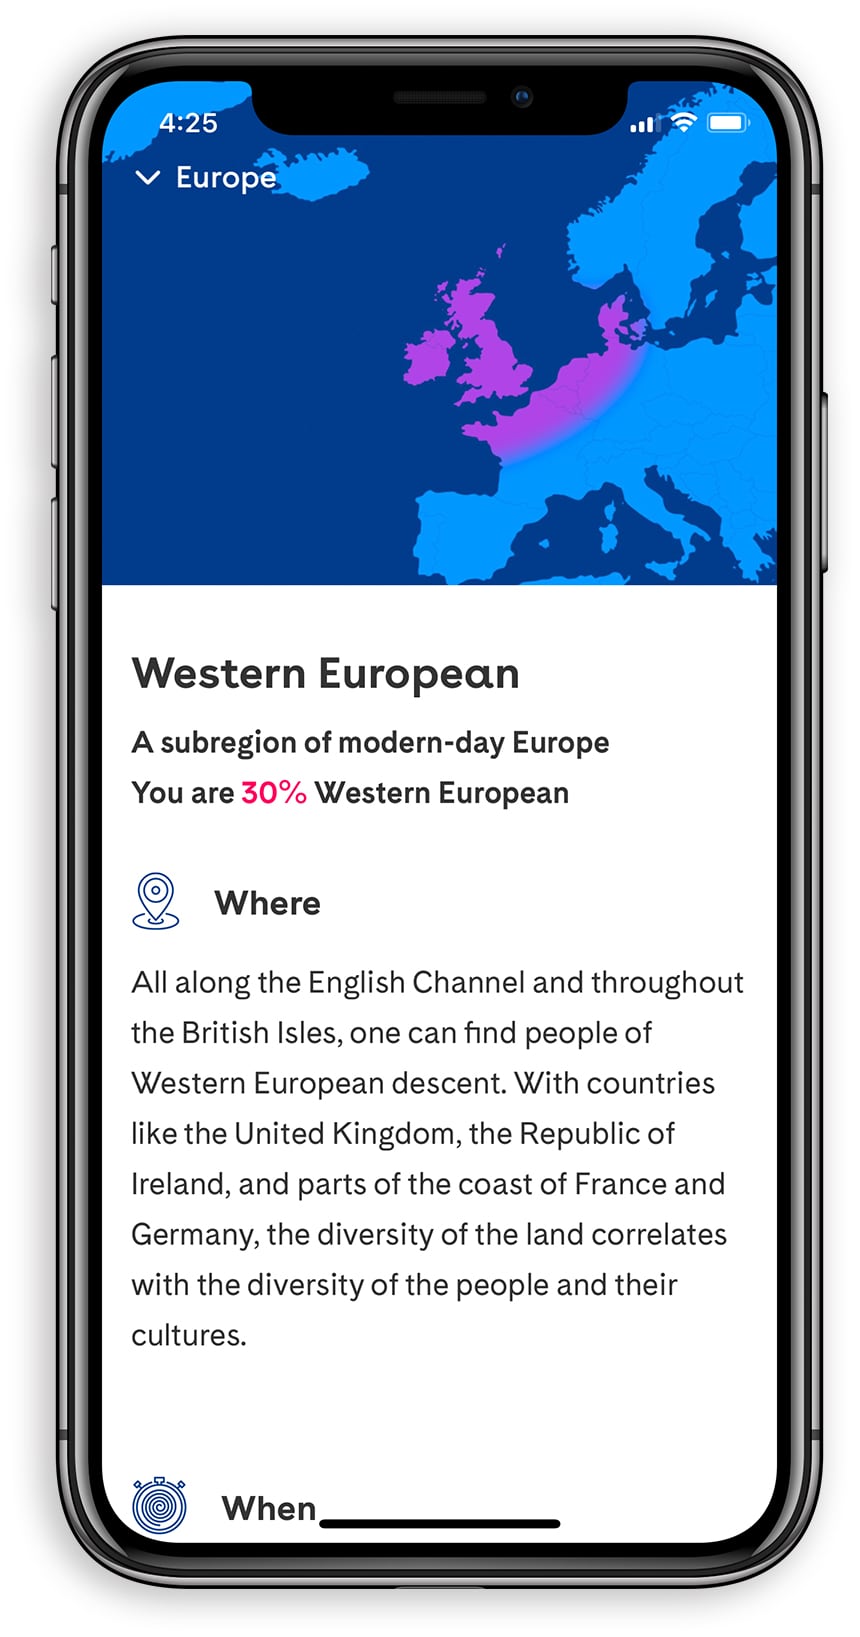 4:25
Europe
Western European
A subregion of modern-day Europe
You are 30% Western European
Where
All along the English Channel and throughout
the British Isles, one can find people of
Western European descent. With countries
like the United Kingdom, the Republic of
Ireland, and parts of the coast of France and
Germany, the diversity of the land correlates
with the diversity of the people and their
cultures.
When